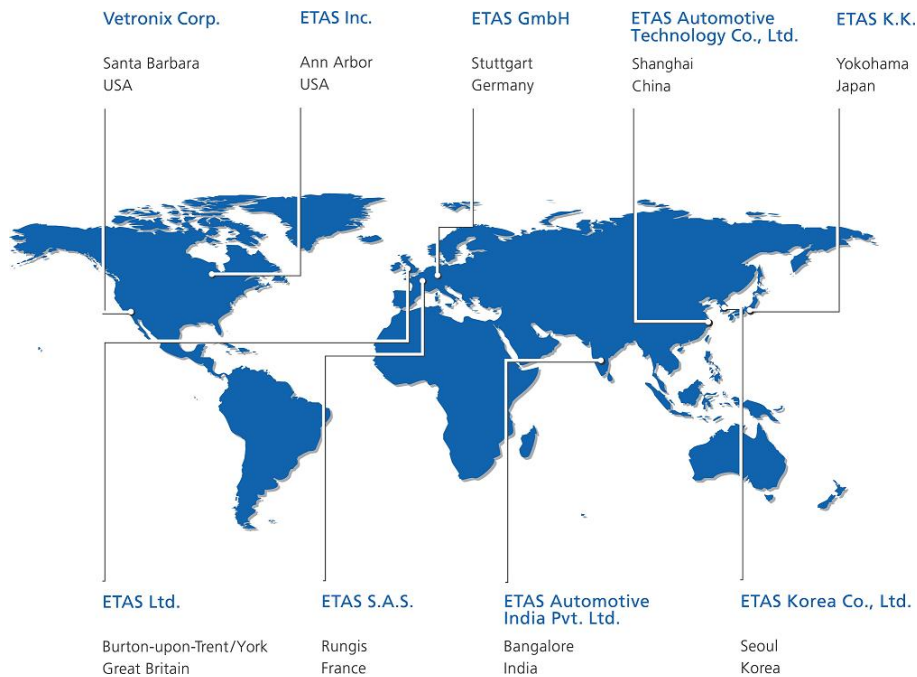 Vetronix Corp.
Santa Barbara
USA
ETAS Inc.
Ann Arbor
USA
ETAS GmbH
Stuttgart
Germany
ETAS Automotive
Technology Co., Ltd.
Shanghai
China
ETAS K.K.
Yokohama
Japan
ETAS Ltd.
Burton-upon-Trent/York
Great Britain
ETAS S.A.S.
Rungis
France
ETAS Automotive
India Pvt. Ltd.
Bangalore
India
ETAS Korea Co., Ltd.
Seoul
Korea